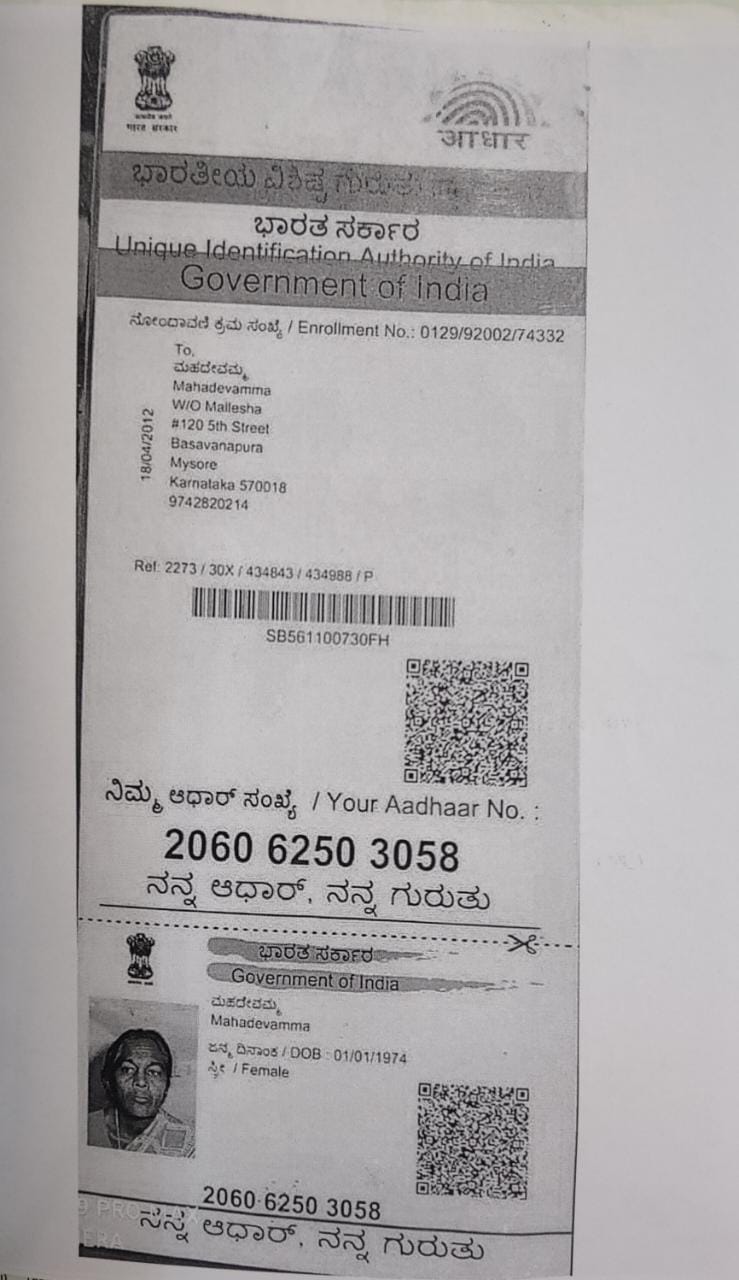 भारत सरकार
आधार
ಭಾರತೀಯ ವಿಶಿಷ್ಟ ಗುರುತು
ಭಾರತ ಸರ್ಕಾರ
Unique Identification Authority of India
Government of India
ನೋಂದಾವಣಿ ಕ್ರಮ ಸಂಖ್ಯೆ / Enrollment No.: 0129/92002/74332
To,
ಮಹದೇವಮ್ಮ
Mahadevamma
W/O Mallesha
#120 5th Street
Basavanapura
Mysore
Karnataka 570018
9742820214
18/04/2012
Ref: 2273 / 30X / 434843 / 434988 / P
SB561100730FH
ನಿಮ್ಮ ಆಧಾರ್ ಸಂಖ್ಯೆ / Your Aadhaar No. :
2060 6250 3058
ನನ್ನ ಆಧಾರ್, ನನ್ನ ಗುರುತು
ಭಾರತ ಸರ್ಕಾರ
Government of India
ಮಹದೇವಮ್ಮ
Mahadevamma
ಜನ್ಮ ದಿನಾಂಕ / DOB : 01/01/1974
ಸ್ತ್ರೀ / Female
2060 6250 3058
ನನ್ನ ಆಧಾರ್, ನನ್ನ ಗುರುತು